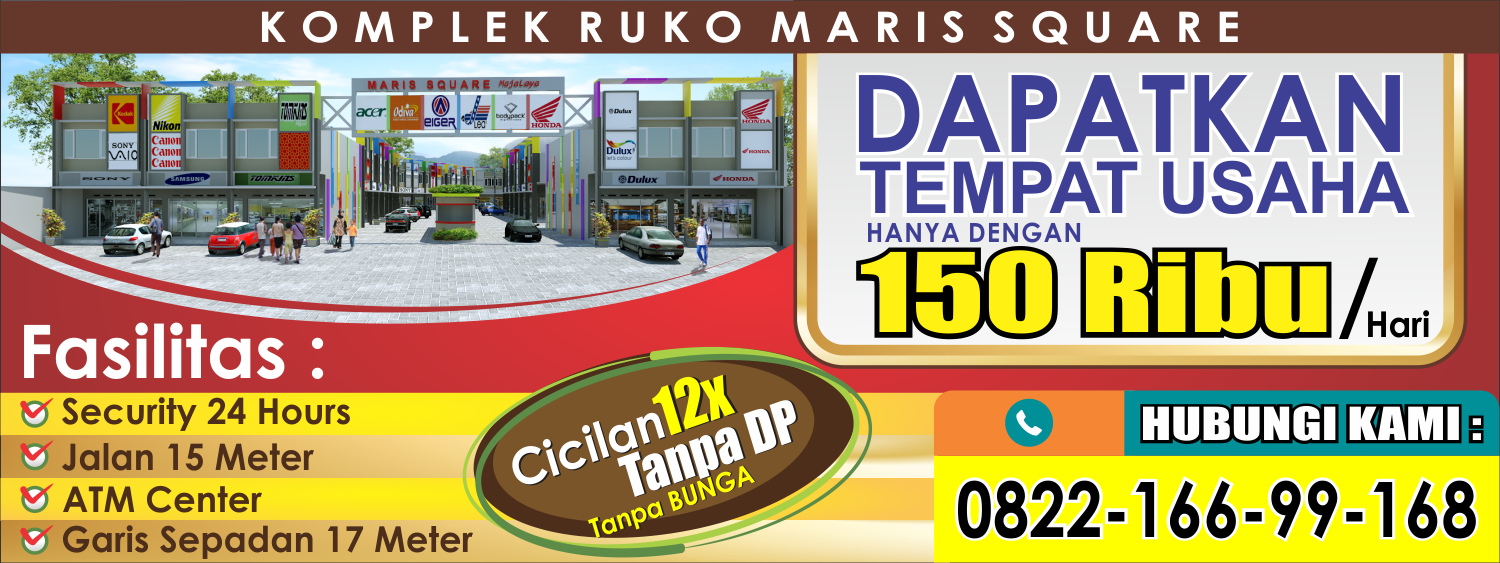 KOMPLEK RUKO MARIS SQUARE
MARIS SQUARE Majalaya
acer
Odiva
EIGER
LEA
bodypack
HONDA
Kodak
SONY
VAIO
Nikon
Canon
Canon
Canon
TOMKINS
SONY
SAMSUNG
TOMKINS
Dulux
Dulux
let's colour
Dulux
HONDA
HONDA
HONDA
DAPATKAN
TEMPAT USAHA
HANYA DENGAN
150 Ribu/Hari
Fasilitas :
Security 24 Hours
Jalan 15 Meter
ATM Center
Garis Sepadan 17 Meter
Cicilan 12x
Tanpa DP
Tanpa BUNGA
HUBUNGI KAMI :
0822-166-99-168